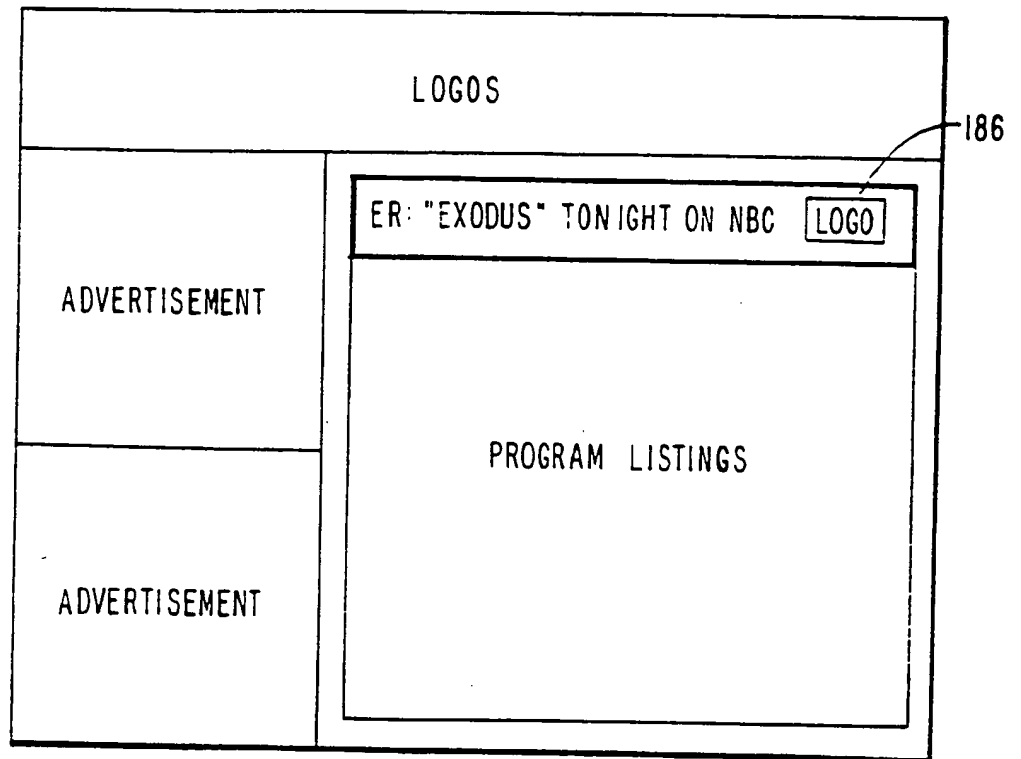 LOGOS
186
ER: "EXODUS" TONIGHT ON NBC LOGO
ADVERTISEMENT
PROGRAM LISTINGS
ADVERTISEMENT